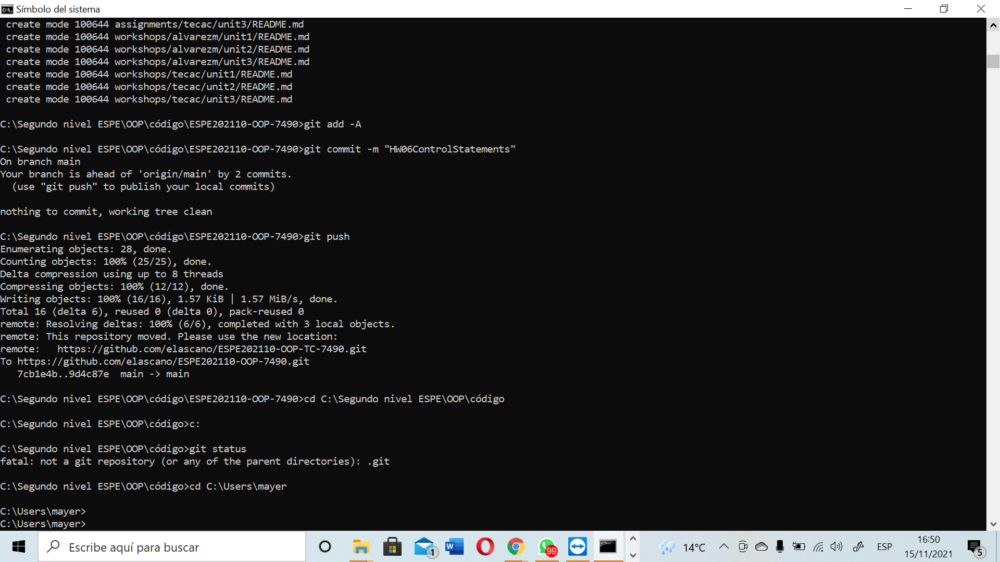 Símbolo del sistema
create mode 100644 assignments/tecac/unit3/README.md
create mode 100644 workshops/alvarezm/unit1/README.md
create mode 100644 workshops/alvarezm/unit2/README.md
create mode 100644 workshops/alvarezm/unit3/README.md
create mode 100644 workshops/tecac/unit1/README.md
create mode 100644 workshops/tecac/unit2/README.md
create mode 100644 workshops/tecac/unit3/README.md
C:\Segundo nivel ESPE\OOP\código\ESPE202110-OOP-7490>git add -A
C:\Segundo nivel ESPE\OOP\código\ESPE202110-OOP-7490>git commit -m "HW06ControlStatements"
On branch main
Your branch is ahead of 'origin/main' by 2 commits.
(use "git push" to publish your local commits)
nothing to commit, working tree clean
C:\Segundo nivel ESPE\OOP\código\ESPE202110-OOP-7490>git push
Enumerating objects: 28, done.
Counting objects: 100% (25/25), done.
Delta compression using up to 8 threads
Compressing objects: 100% (12/12), done.
Writing objects: 100% (16/16), 1.57 KiB | 1.57 MiB/s, done.
Total 16 (delta 6), reused 0 (delta 0), pack-reused 0
remote: Resolving deltas: 100% (6/6), completed with 3 local objects.
remote: This repository moved. Please use the new location:
remote:   https://github.com/elascano/ESPE202110-OOP-TC-7490.git
To https://github.com/elascano/ESPE202110-OOP-7490.git
7cb1e4b..9d4c87e  main -> main
C:\Segundo nivel ESPE\OOP\código\ESPE202110-OOP-7490>cd C:\Segundo nivel ESPE\OOP\código
C:\Segundo nivel ESPE\OOP\código>c:
C:\Segundo nivel ESPE\OOP\código>git status
fatal: not a git repository (or any of the parent directories): .git
C:\Segundo nivel ESPE\OOP\código>cd C:\Users\mayer
C:\Users\mayer>
C:\Users\mayer>
Escribe aquí para buscar
1
W
99
14°C
ESP
16:50
15/11/2021
5